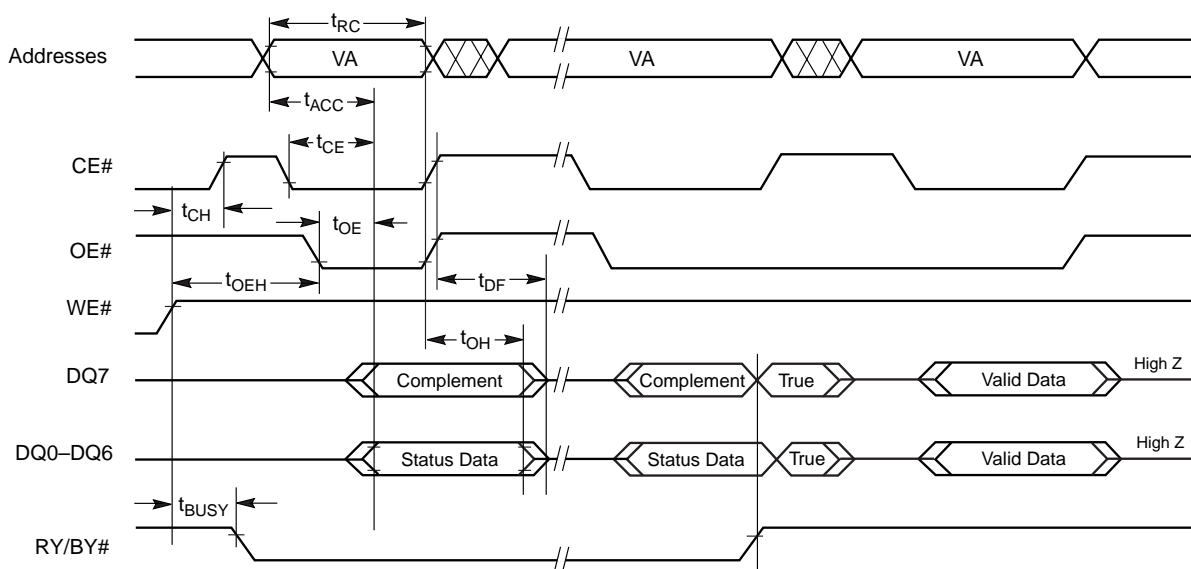 tRC
Addresses VA VA VA
tACC
tCE
CE#
tCH tOE
OE#
tOEH tDF
WE#
tOH
DQ7 Complement Complement True Valid Data High Z
DQ0–DQ6 Status Data Status Data True Valid Data High Z
tBUSY
RY/BY#